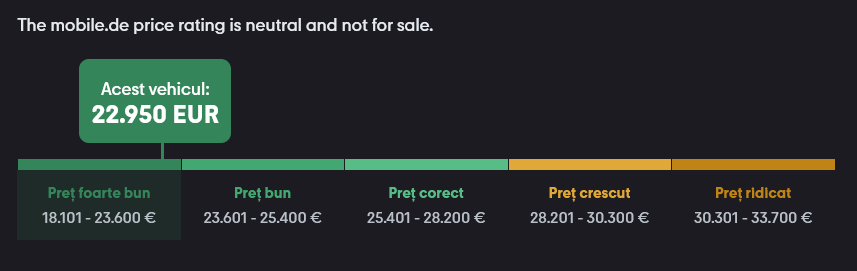 The mobile.de price rating is neutral and not for sale.
Acest vehicul:
22.950 EUR
Preț foarte bun
18.101 - 23.600 €
Preț bun
23.601 - 25.400 €
Preț corect
25.401 - 28.200 €
Preț crescut
28.201 - 30.300 €
Preț ridicat
30.301 - 33.700 €